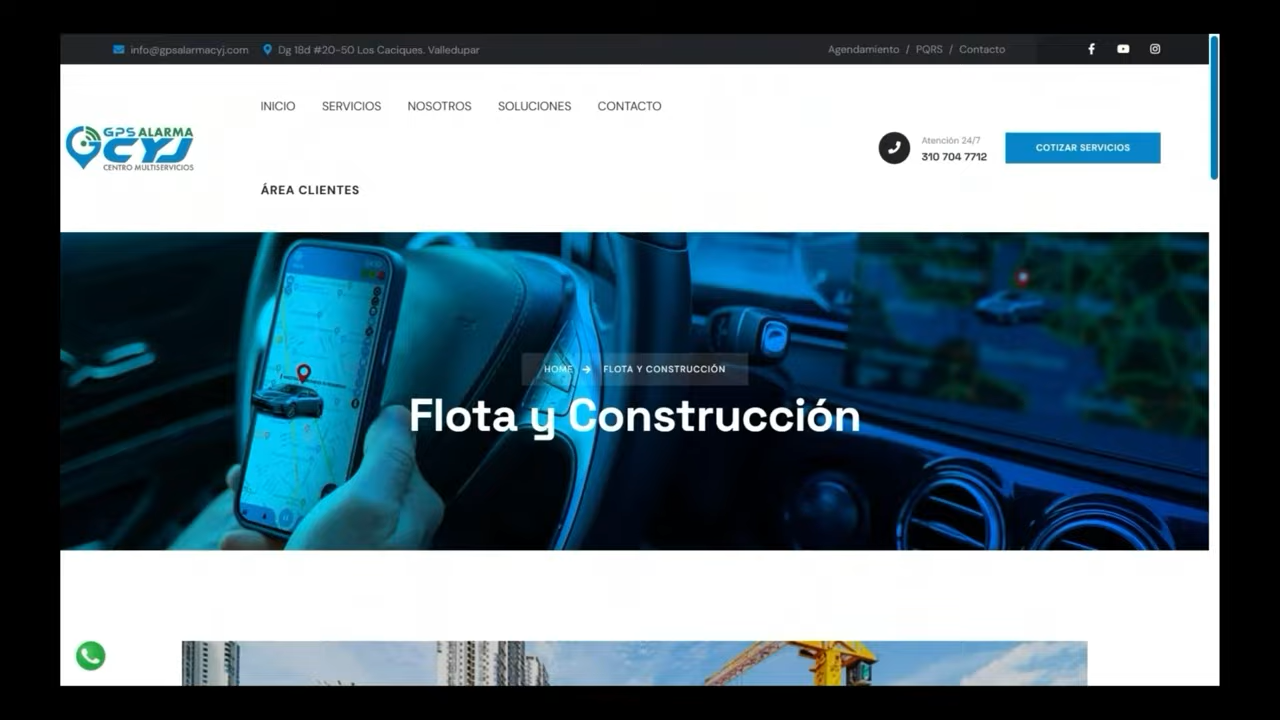 info@gpsalarmacyj.com
Dg 18d #20-50 Los Caciques. Valledupar
Agendamiento / PQRS / Contacto
INICIO SERVICIOS NOSOTROS SOLUCIONES CONTACTO
GPS ALARMA
CYJ
CENTRO MULTISERVICIOS
Atención 24/7
310 704 7712
COTIZAR SERVICIOS
ÁREA CLIENTES
HOME FLOTA Y CONSTRUCCIÓN
Flota y Construcción